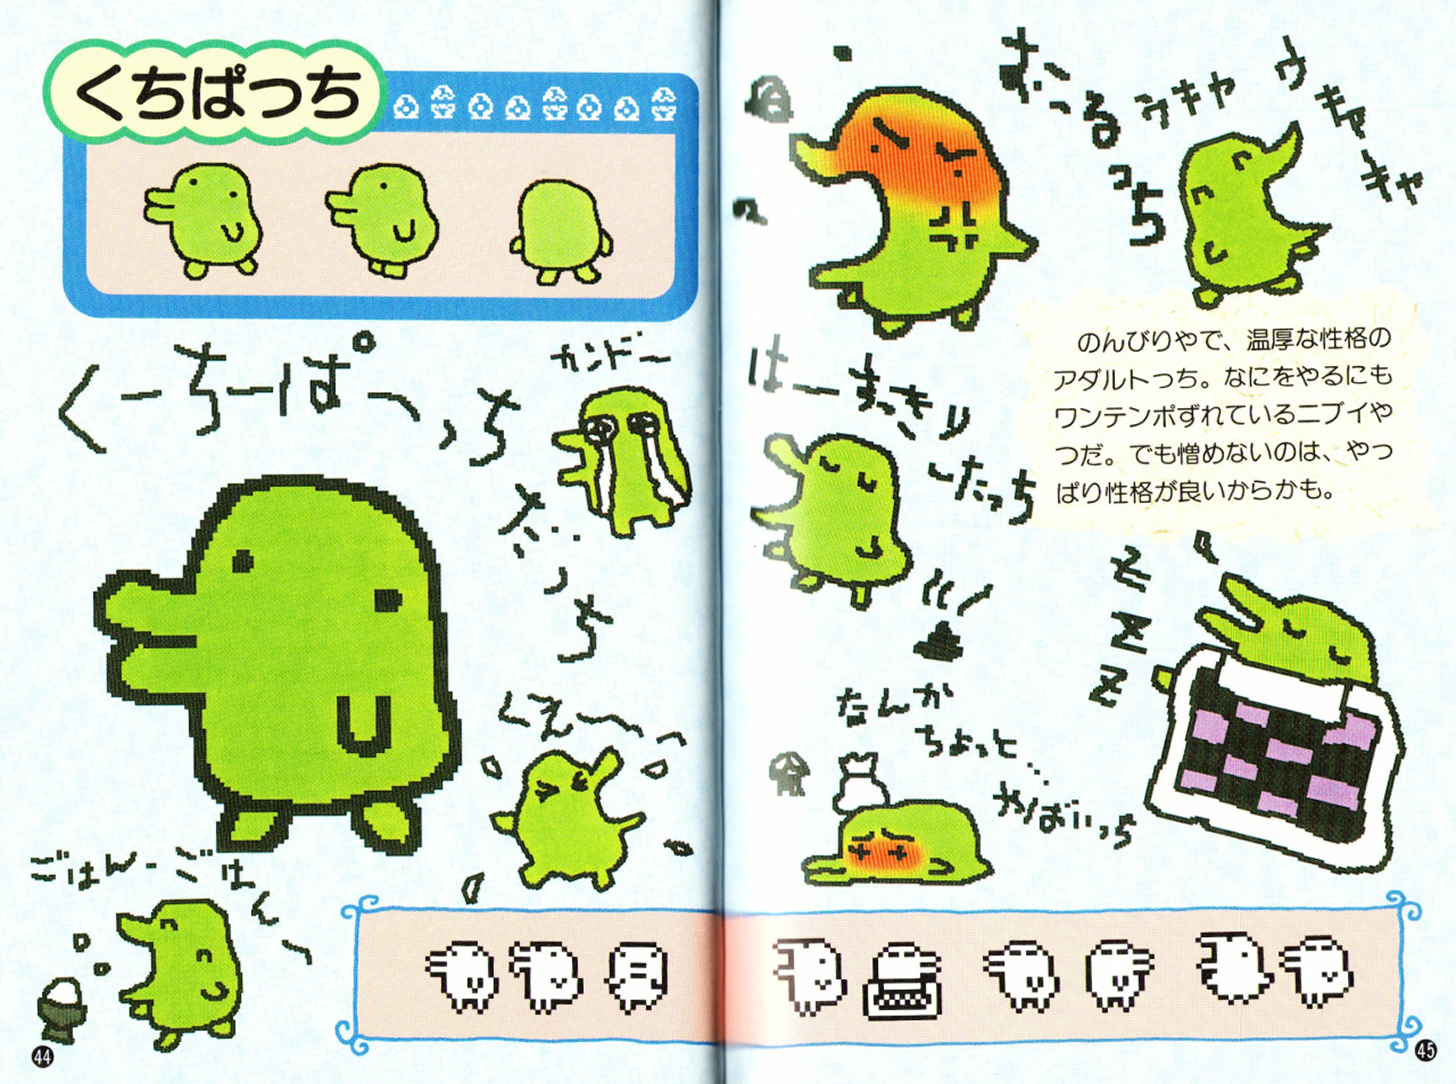 くちぱっち
くーちーぱ°へっち
カンドー
だ…っち
くえ〜〜
ごはんーごはん〜
44
むっつる
っち
ウキャ
ウキャ
キャ
のんびりやで、温厚な性格の
アダルトっち。なにをやるにも
ワンテンポずれているニブイや
つだ。でも憎めないのは、やっ
ぱり性格が良いからかも。
はーすっきりー
したっち
Z
Z
Z
なんか
ちょっと…
やばいっち
45